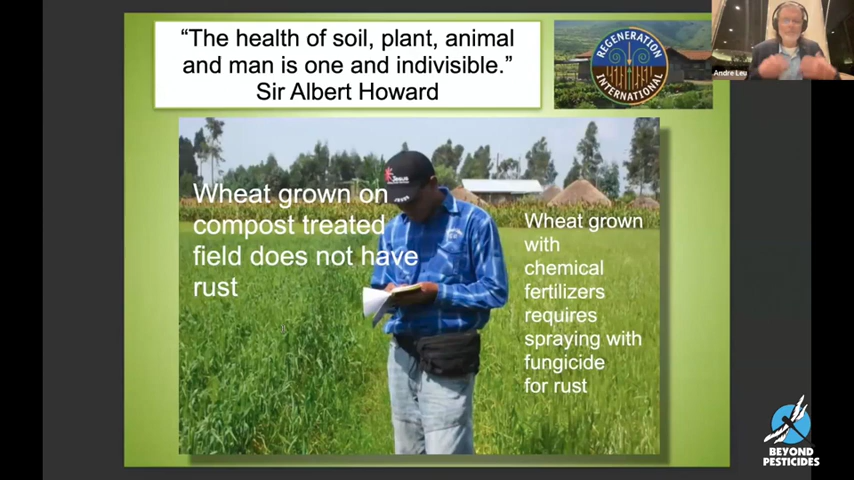 “The health of soil, plant, animal
and man is one and indivisible.”
Sir Albert Howard
REGENERATION
INTERNATIONAL
Andre Leu
Wheat grown on
compost treated
field does not have
rust
Wheat grown
with
chemical
fertilizers
requires
spraying with
fungicide
for rust
BEYOND
PESTICIDES